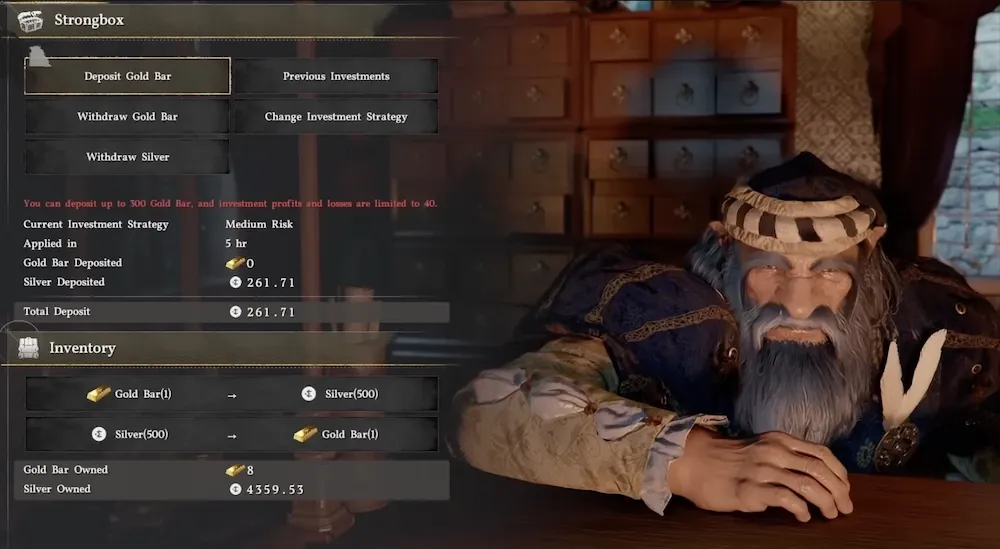 Strongbox
Deposit Gold Bar
Previous Investments
Withdraw Gold Bar
Change Investment Strategy
Withdraw Silver
You can deposit up to 300 Gold Bar, and investment profits and losses are limited to 40.
Current Investment Strategy Medium Risk
Applied in 5 hr
Gold Bar Deposited 0
Silver Deposited 261.71
Total Deposit 261.71
Inventory
Gold Bar(1) → Silver(500)
Silver(500) → Gold Bar(1)
Gold Bar Owned 8
Silver Owned 4359.53